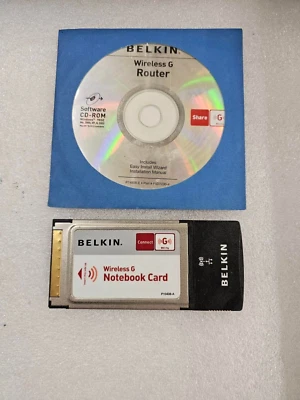 BELKIN.
Wireless G
Router
Software
CD-ROM
Share
G
Includes
Easy Install Wizard
Installation Manual
BELKIN.
Connect
G
Wireless G
Notebook Card
BELKIN